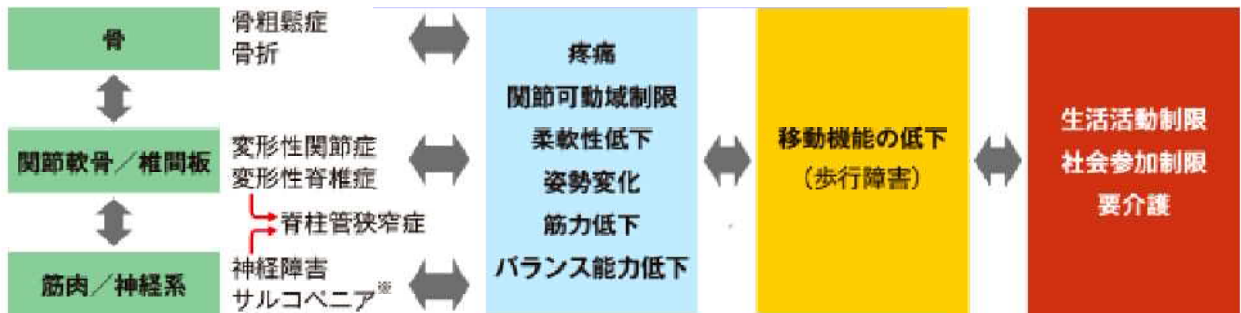 骨
骨粗鬆症
骨折
関節軟骨／椎間板
変形性関節症
変形性脊椎症
脊柱管狭窄症
筋肉／神経系
神経障害
サルコペニア※
疼痛
関節可動域制限
柔軟性低下
姿勢変化
筋力低下
バランス能力低下
移動機能の低下
（歩行障害）
生活活動制限
社会参加制限
要介護